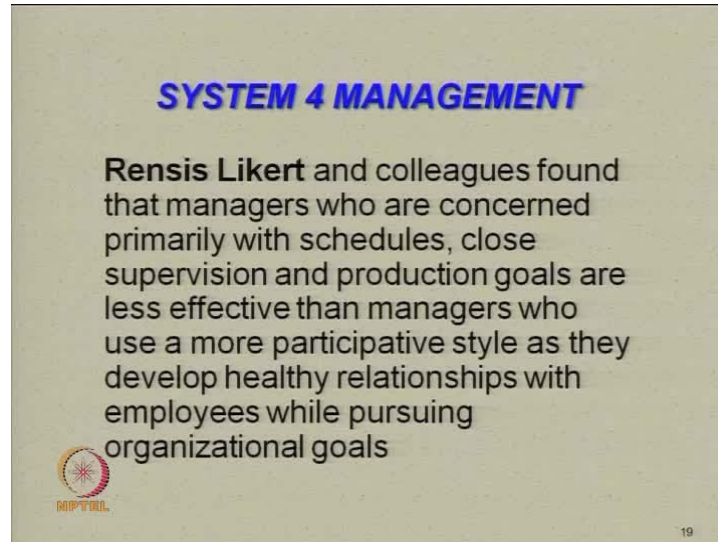 SYSTEM 4 MANAGEMENT
Rensis Likert and colleagues found
that managers who are concerned
primarily with schedules, close
supervision and production goals are
less effective than managers who
use a more participative style as they
develop healthy relationships with
employees while pursuing
organizational goals
NPTEL
19